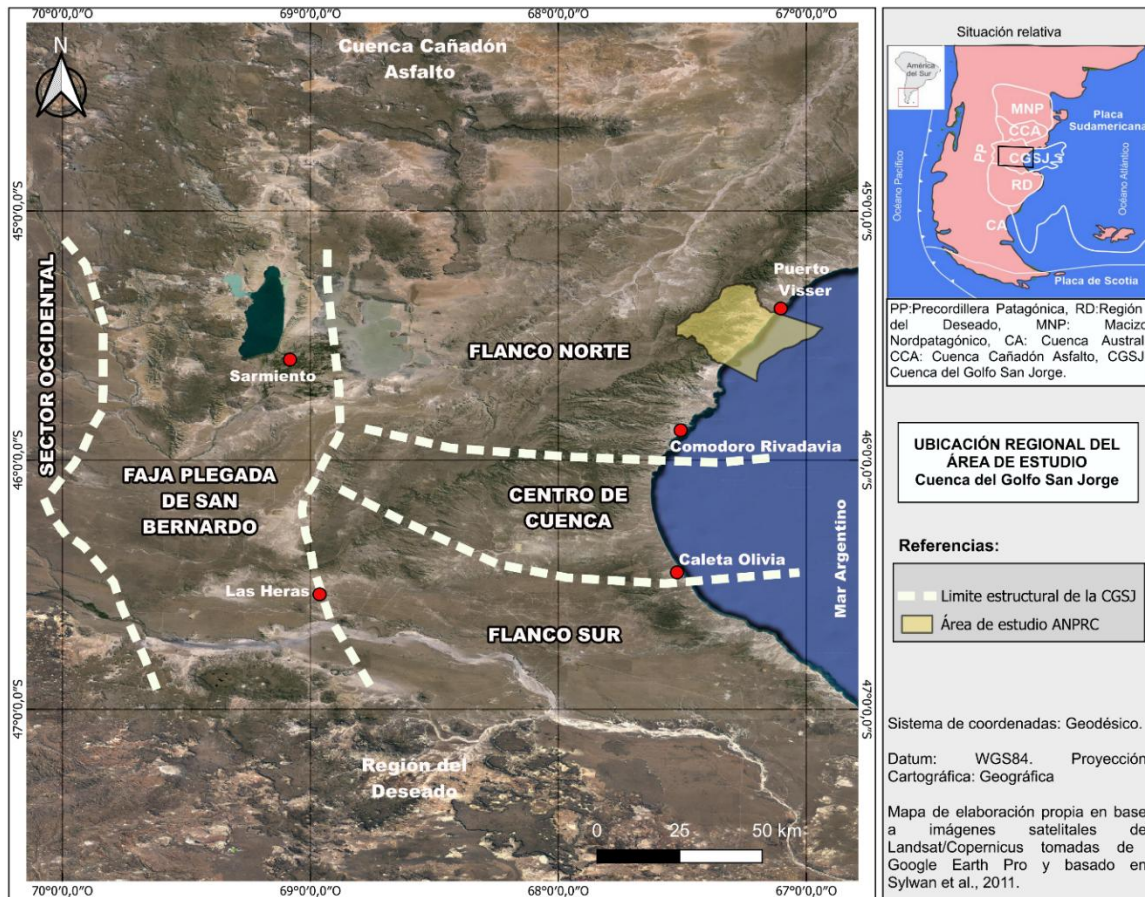 70°0'0,0"O
69°0'0,0"O
68°0'0,0"O
67°0'0,0"O
N
Cuenca Cañadón
Asfalto
45°0'0,0"S
45°0'0,0"S
SECTOR OCCIDENTAL
Puerto
Visser
Sarmiento
FLANCO NORTE
46°0'0,0"S
46°0'0,0"S
Comodoro Rivadavia
FAJA PLEGADA
DE SAN
BERNARDO
CENTRO DE
CUENCA
Caleta Olivia
Mar Argentino
Las Heras
FLANCO SUR
47°0'0,0"S
47°0'0,0"S
Región del
Deseado
0 25 50 km
70°0'0,0"O
69°0'0,0"O
68°0'0,0"O
67°0'0,0"O
Situación relativa
América
del Sur
MNP
Placa
Sudamericana
CCA
PP
CGSJ
RD
CA
Océano Pacífico
Océano Atlántico
Placa de Scotia
PP:Precordillera Patagónica, RD:Región
del Deseado, MNP: Macizo
Nordpatagónico, CA: Cuenca Austral
CCA: Cuenca Cañadón Asfalto, CGSJ
Cuenca del Golfo San Jorge.
UBICACIÓN REGIONAL DEL
ÁREA DE ESTUDIO
Cuenca del Golfo San Jorge
Referencias:
Limite estructural de la CGSJ
Área de estudio ANPRC
Sistema de coordenadas: Geodésico.
Datum: WGS84. Proyección
Cartográfica: Geográfica
Mapa de elaboración propia en base
a imágenes satelitales de
Landsat/Copernicus tomadas de
Google Earth Pro y basado en
Sylwan et al., 2011.